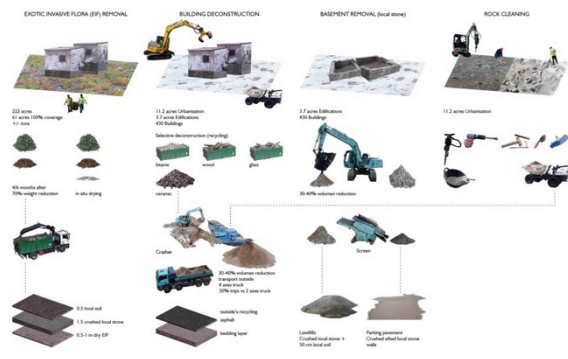 EXOTIC INVASIVE FLORA (EIF) REMOVAL
222 acres
61 acres 100% coverage
+/- tons
4/6 months after
70% weight reduction
in situ drying
0.5 local soil
1.5 crushed local stone
0.5-1 m dry EIF
BUILDING DECONSTRUCTION
11.2 acres Urbanisation
3.7 acres Edifications
430 Buildings
Selective deconstruction (recycling)
beams
wood
glass
ceramic
Crusher
30-40% volumen reduction
transport outside
4 axes truck
30% trips vs 2 axes truck
outside's recycling
asphalt
bedding layer
BASEMENT REMOVAL (local stone)
3.7 acres Edifications
430 Buildings
30-40% volumen reduction
Screen
Landfills
Crushed local stone +
50 cm local soil
Parking pavement
Crushed sifted local stone
walls
ROCK CLEANING
11.2 acres Urbanisation